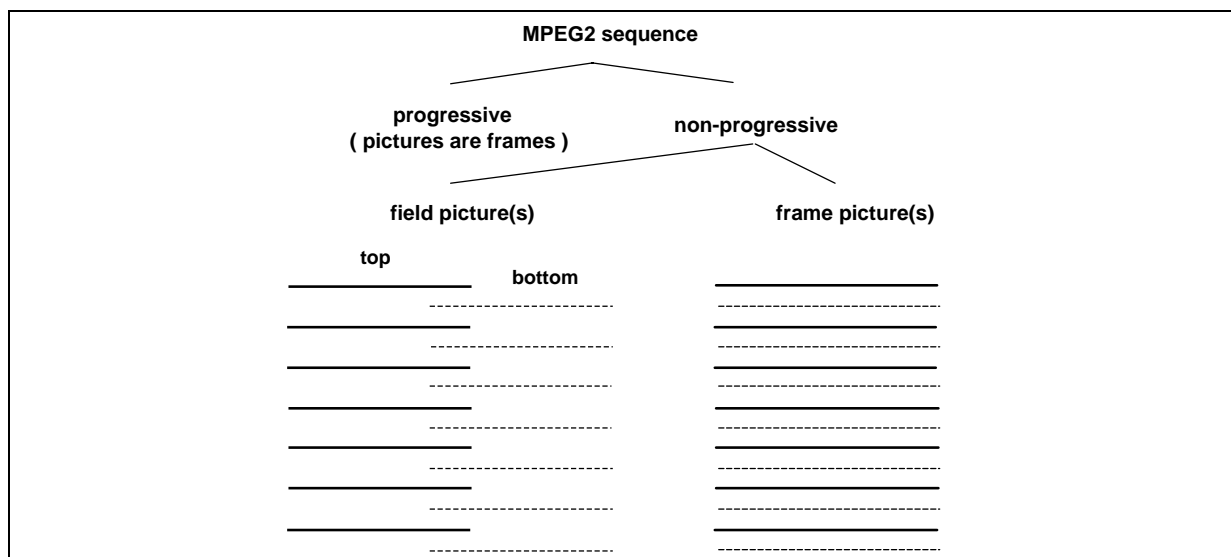 MPEG2 sequence
progressive
( pictures are frames )
non-progressive
field picture(s)
frame picture(s)
top
bottom